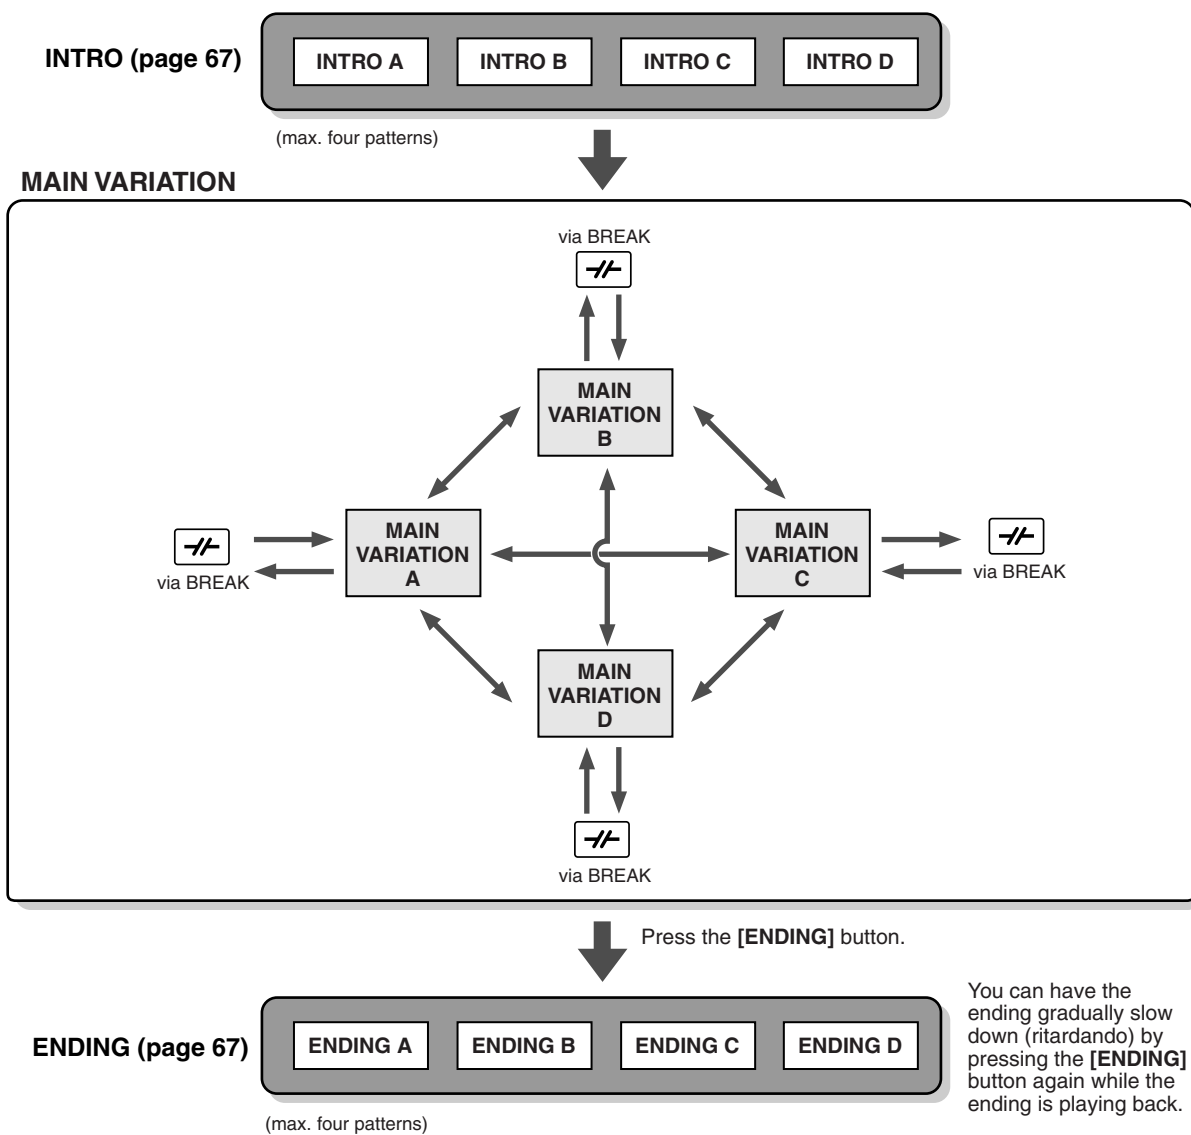 INTRO (page 67)
INTRO A
INTRO B
INTRO C
INTRO D
(max. four patterns)
MAIN VARIATION
via BREAK
MAIN
VARIATION
B
MAIN
VARIATION
A
MAIN
VARIATION
C
via BREAK
via BREAK
MAIN
VARIATION
D
via BREAK
Press the [ENDING] button.
ENDING (page 67)
ENDING A
ENDING B
ENDING C
ENDING D
You can have the
ending gradually slow
down (ritardando) by
pressing the [ENDING]
button again while the
ending is playing back.
(max. four patterns)